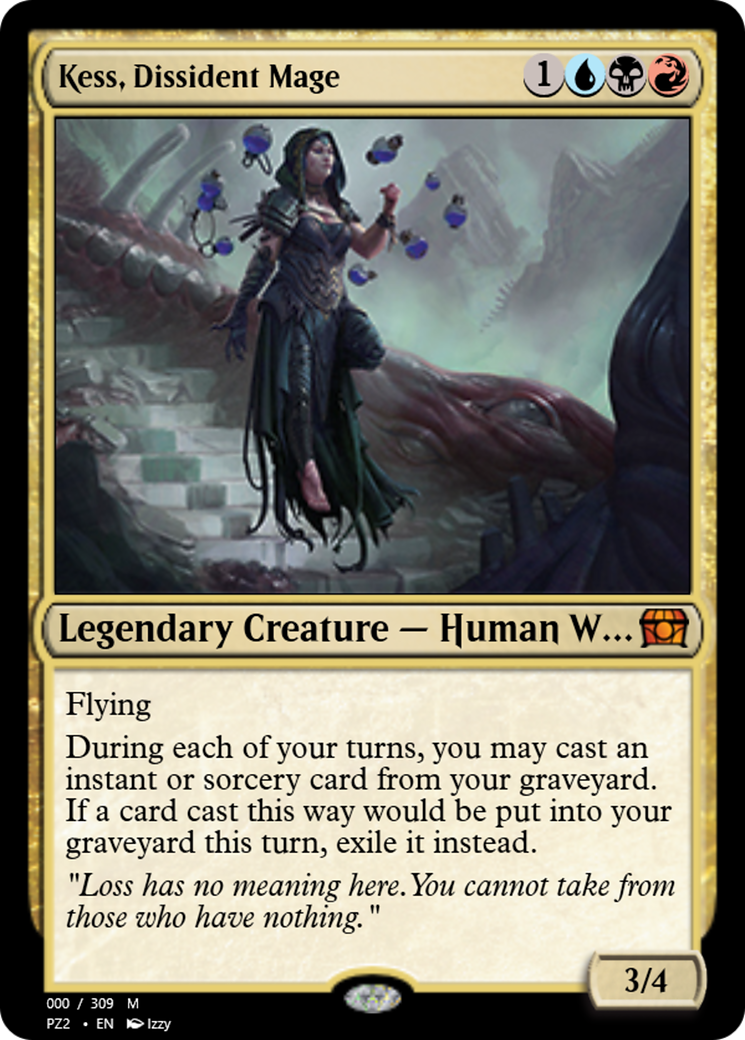 Kess, Dissident Mage 1
Legendary Creature — Human W...
Flying
During each of your turns, you may cast an
instant or sorcery card from your graveyard.
If a card cast this way would be put into your
graveyard this turn, exile it instead.
"Loss has no meaning here. You cannot take from
those who have nothing."
3/4
000 / 309 M
PZ2 • EN Izzy